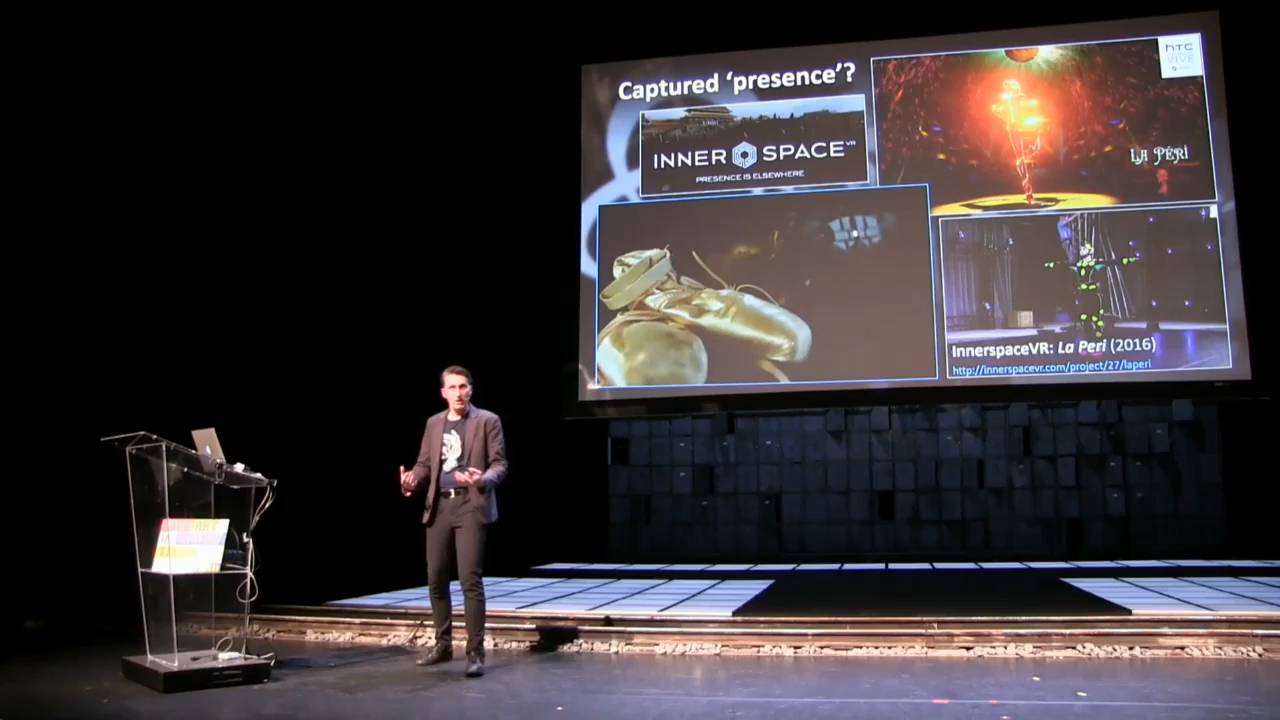 Captured ‘presence’?
INNER SPACE VR
PRESENCE IS ELSEWHERE
hTC
VIVE
LA PÉRI
InnerspaceVR: La Peri (2016)
http://innerspacevr.com/project/27/laperi